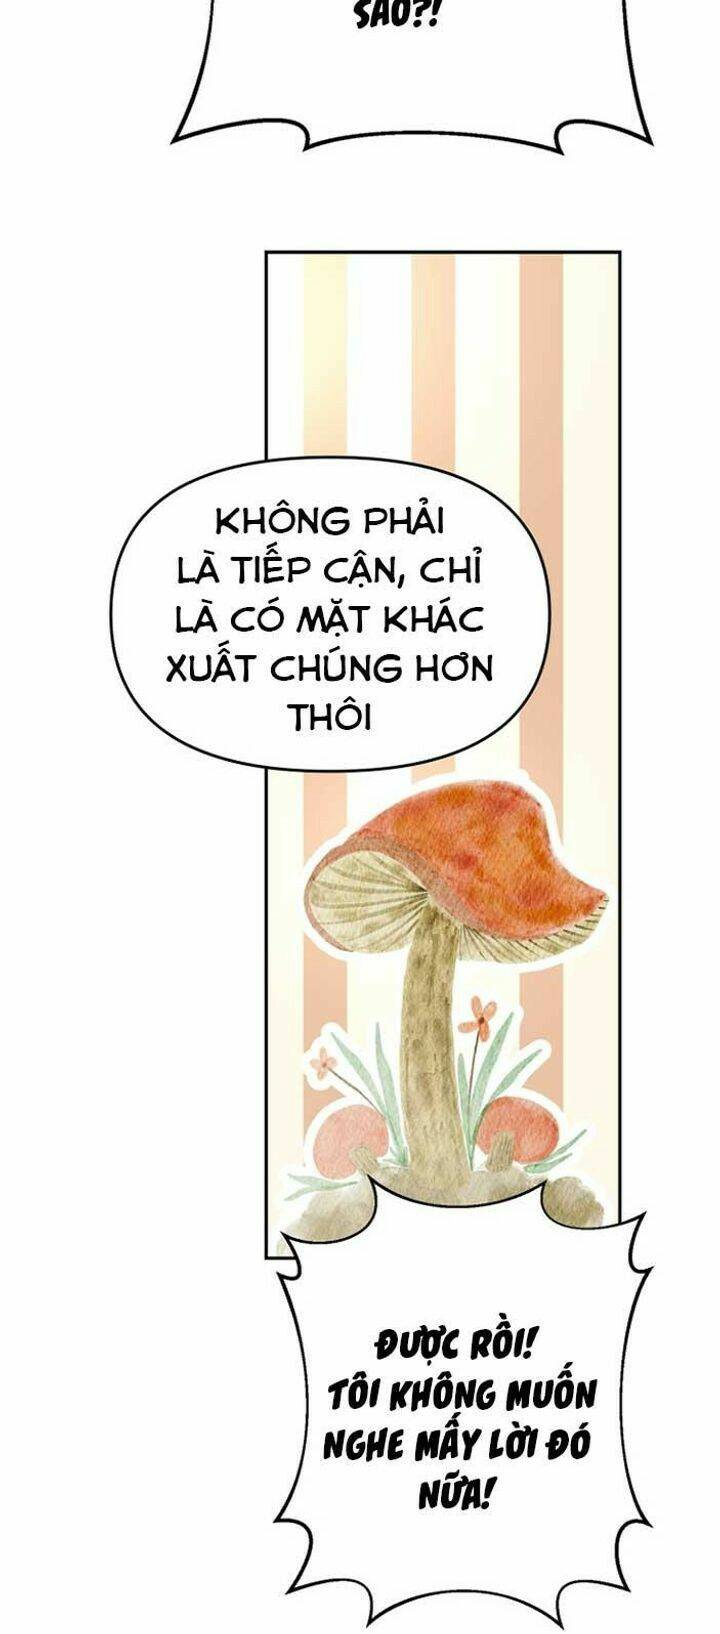 SAO?!
KHÔNG PHẢI
LÀ TIẾP CẬN, CHỈ
LÀ CÓ MẶT KHÁC
XUẤT CHÚNG HƠN
THÔI
ĐƯỢC RỒI!
TÔI KHÔNG MUỐN
NGHE MẤY LỜI ĐÓ
NỮA!